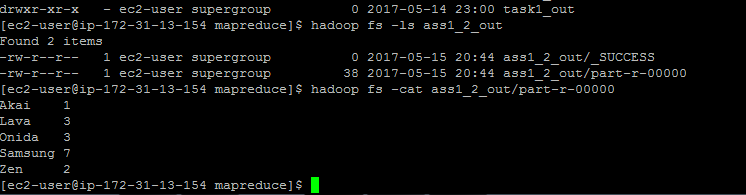 drwxr-xr-x - ec2-user supergroup 0 2017-05-14 23:00 task1_out
[ec2-user@ip-172-31-13-154 mapreduce]$ hadoop fs -ls ass1_2_out
Found 2 items
-rw-r--r-- 1 ec2-user supergroup 0 2017-05-15 20:44 ass1_2_out/_SUCCESS
-rw-r--r-- 1 ec2-user supergroup 38 2017-05-15 20:44 ass1_2_out/part-r-00000
[ec2-user@ip-172-31-13-154 mapreduce]$ hadoop fs -cat ass1_2_out/part-r-00000
Akai 1
Lava 3
Onida 3
Samsung 7
Zen 2
[ec2-user@ip-172-31-13-154 mapreduce]$